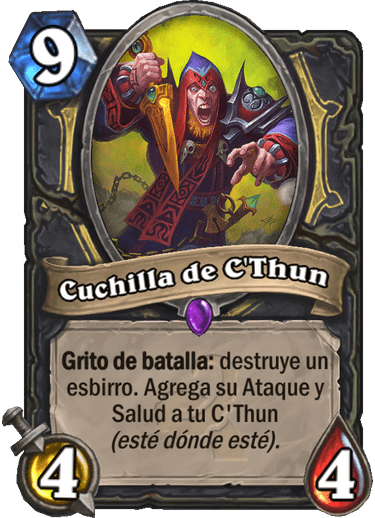 9
Cuchilla de C'Thun
Grito de batalla: destruye un
esbirro. Agrega su Ataque y
Salud a tu C'Thun
(esté dónde esté).
4
4